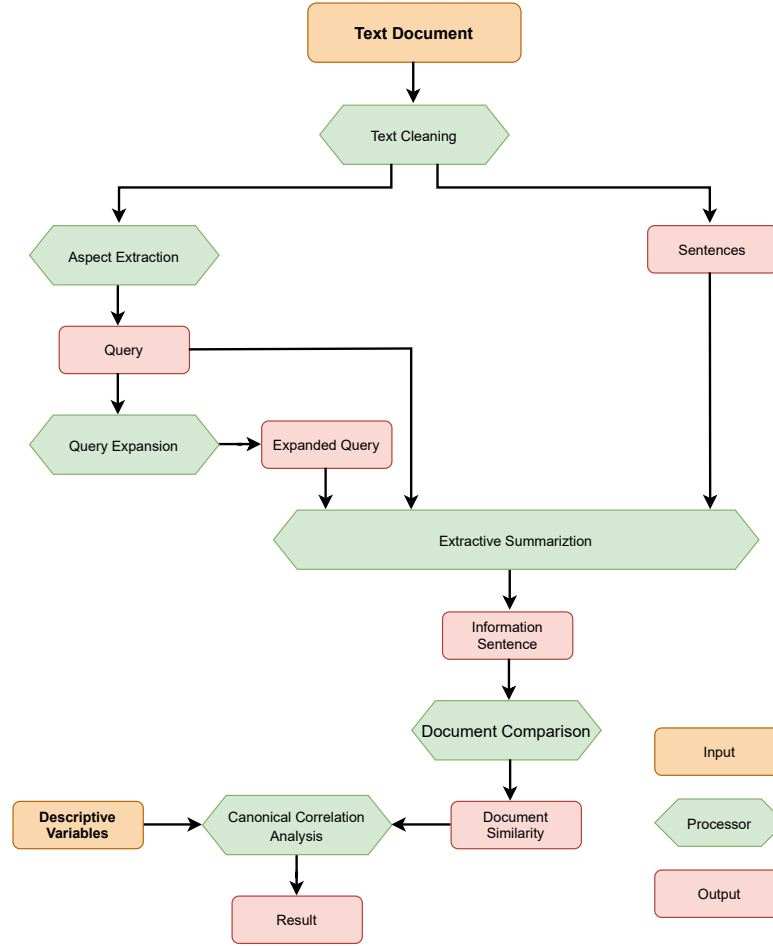 Text Document
Text Cleaning
Aspect Extraction
Sentences
Query
Query Expansion
Expanded Query
Extractive Summariztion
Information
Sentence
Document Comparison
Input
Descriptive
Variables
Canonical Correlation
Analysis
Document
Similarity
Processor
Result
Output